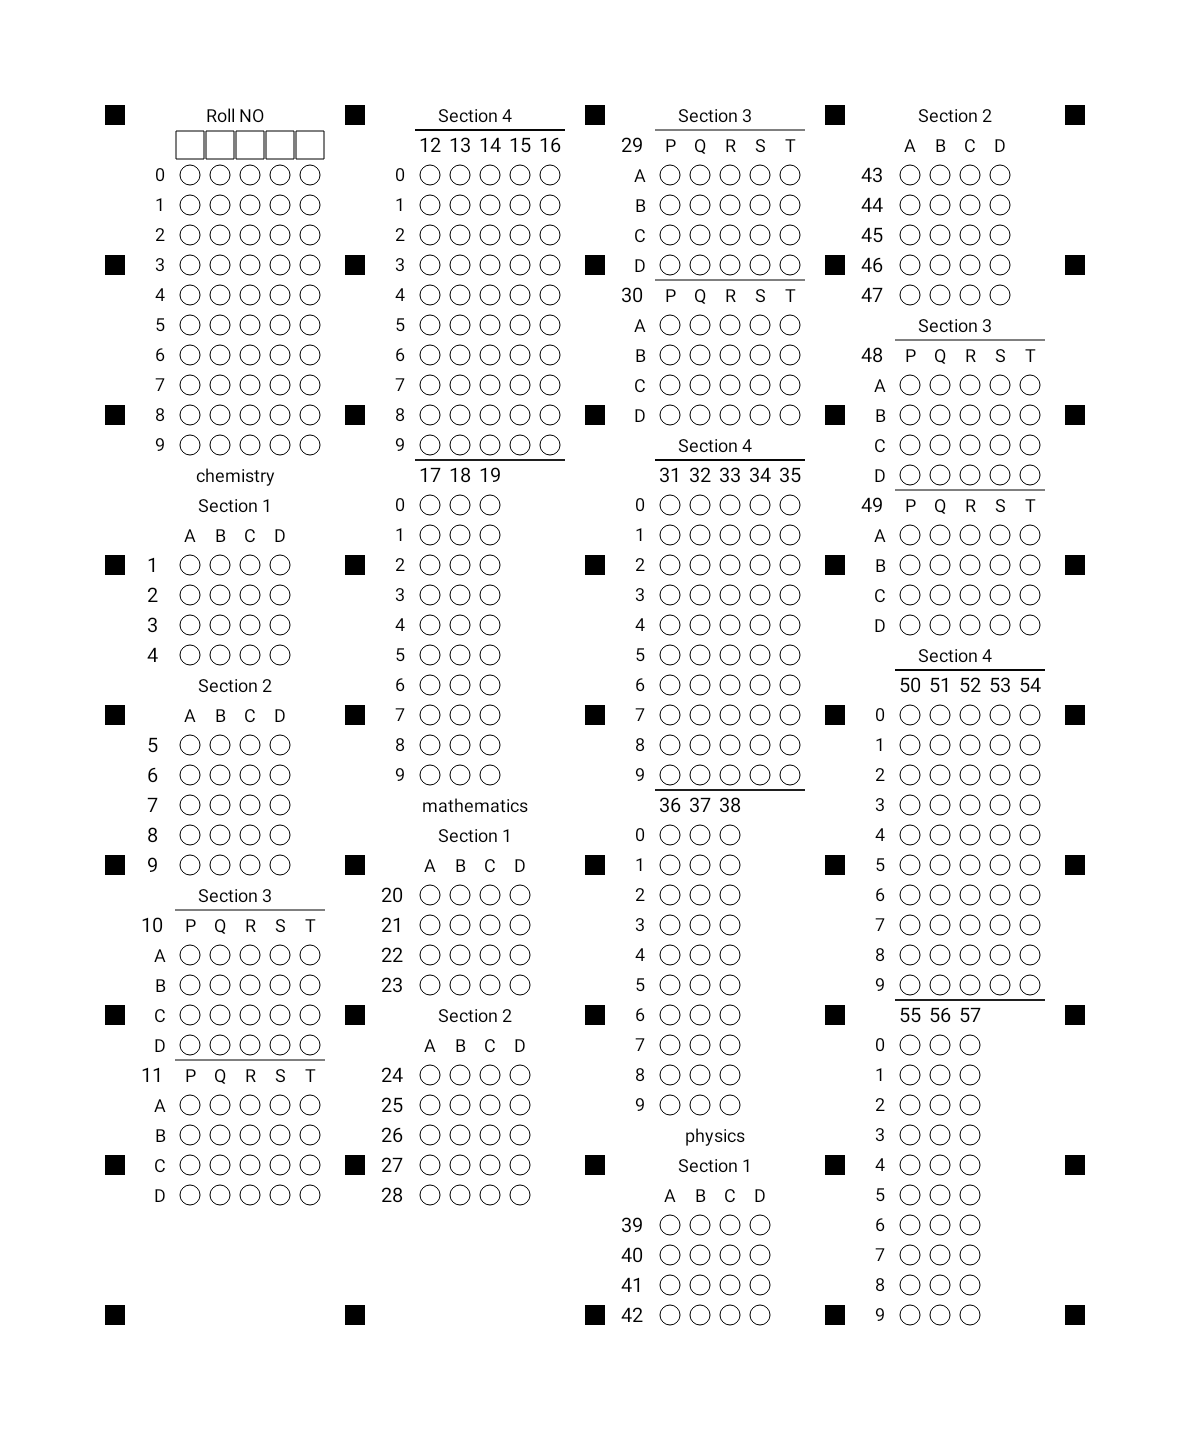 Roll NO
0
1
2
3
4
5
6
7
8
9
chemistry
Section 1
A B C D
1
2
3
4
Section 2
A B C D
5
6
7
8
9
Section 3
10 P Q R S T
A
B
C
D
11 P Q R S T
A
B
C
D
Section 4
12 13 14 15 16
0
1
2
3
4
5
6
7
8
9
17 18 19
0
1
2
3
4
5
6
7
8
9
mathematics
Section 1
A B C D
20
21
22
23
Section 2
A B C D
24
25
26
27
28
Section 3
29 P Q R S T
A
B
C
D
30 P Q R S T
A
B
C
D
Section 4
31 32 33 34 35
0
1
2
3
4
5
6
7
8
9
36 37 38
0
1
2
3
4
5
6
7
8
9
physics
Section 1
A B C D
39
40
41
42
Section 2
A B C D
43
44
45
46
47
Section 3
48 P Q R S T
A
B
C
D
49 P Q R S T
A
B
C
D
Section 4
50 51 52 53 54
0
1
2
3
4
5
6
7
8
9
55 56 57
0
1
2
3
4
5
6
7
8
9